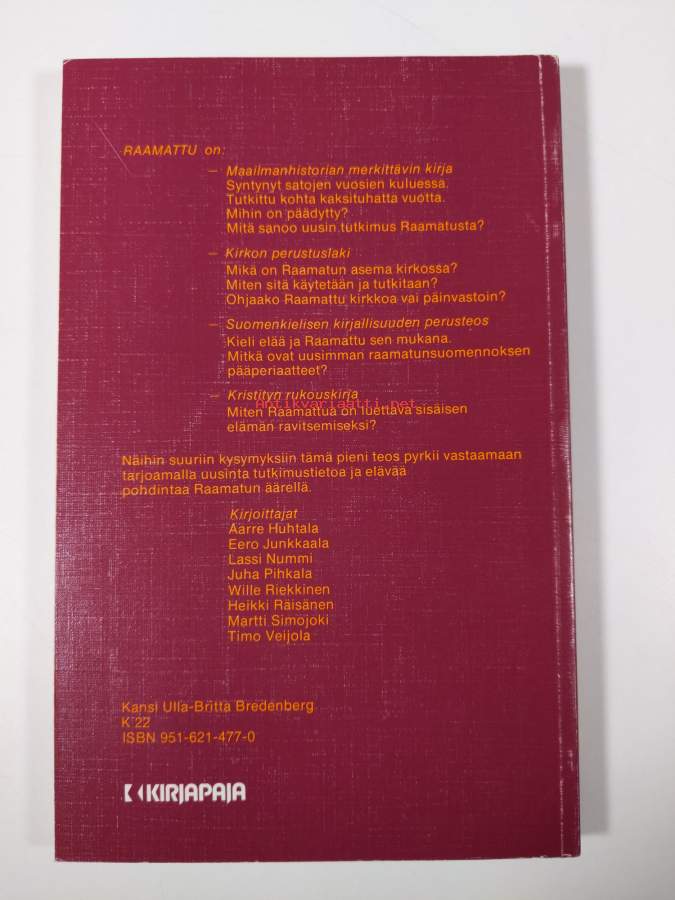 RAAMATTU on:
— Maailmanhistorian merkittävin kirja
Syntynyt satojen vuosien kuluessa.
Tutkittu kohta kaksituhatta vuotta.
Mihin on päädytty?
Mitä sanoo uusin tutkimus Raamatusta?
— Kirkon perustuslaki
Mikä on Raamatun asema kirkossa?
Miten sitä käytetään ja tutkitaan?
Ohjaako Raamattu kirkkoa vai päinvastoin?
— Suomenkielisen kirjallisuuden perusteos
Kieli elää ja Raamattu sen mukana.
Mitkä ovat uusimman raamatunsuomennoksen
pääperiaatteet?
— Kristityn rukouskirja
Antikvariaatti.net
Miten Raamattua on luettava sisäisen
elämän ravitsemiseksi?
Näihin suuriin kysymyksiin tämä pieni teos pyrkii vastaamaan
tarjoamalla uusinta tutkimustietoa ja elävää
pohdintaa Raamatun äärellä.
Kirjoittajat
Aarre Huhtala
Eero Junkkaala
Lassi Nummi
Juha Pihkala
Wille Riekkinen
Heikki Räisänen
Martti Simojoki
Timo Veijola
Kansi Ulla-Britta Bredenberg
K 22
ISBN 951-621-477-0
KIRJAPAJA